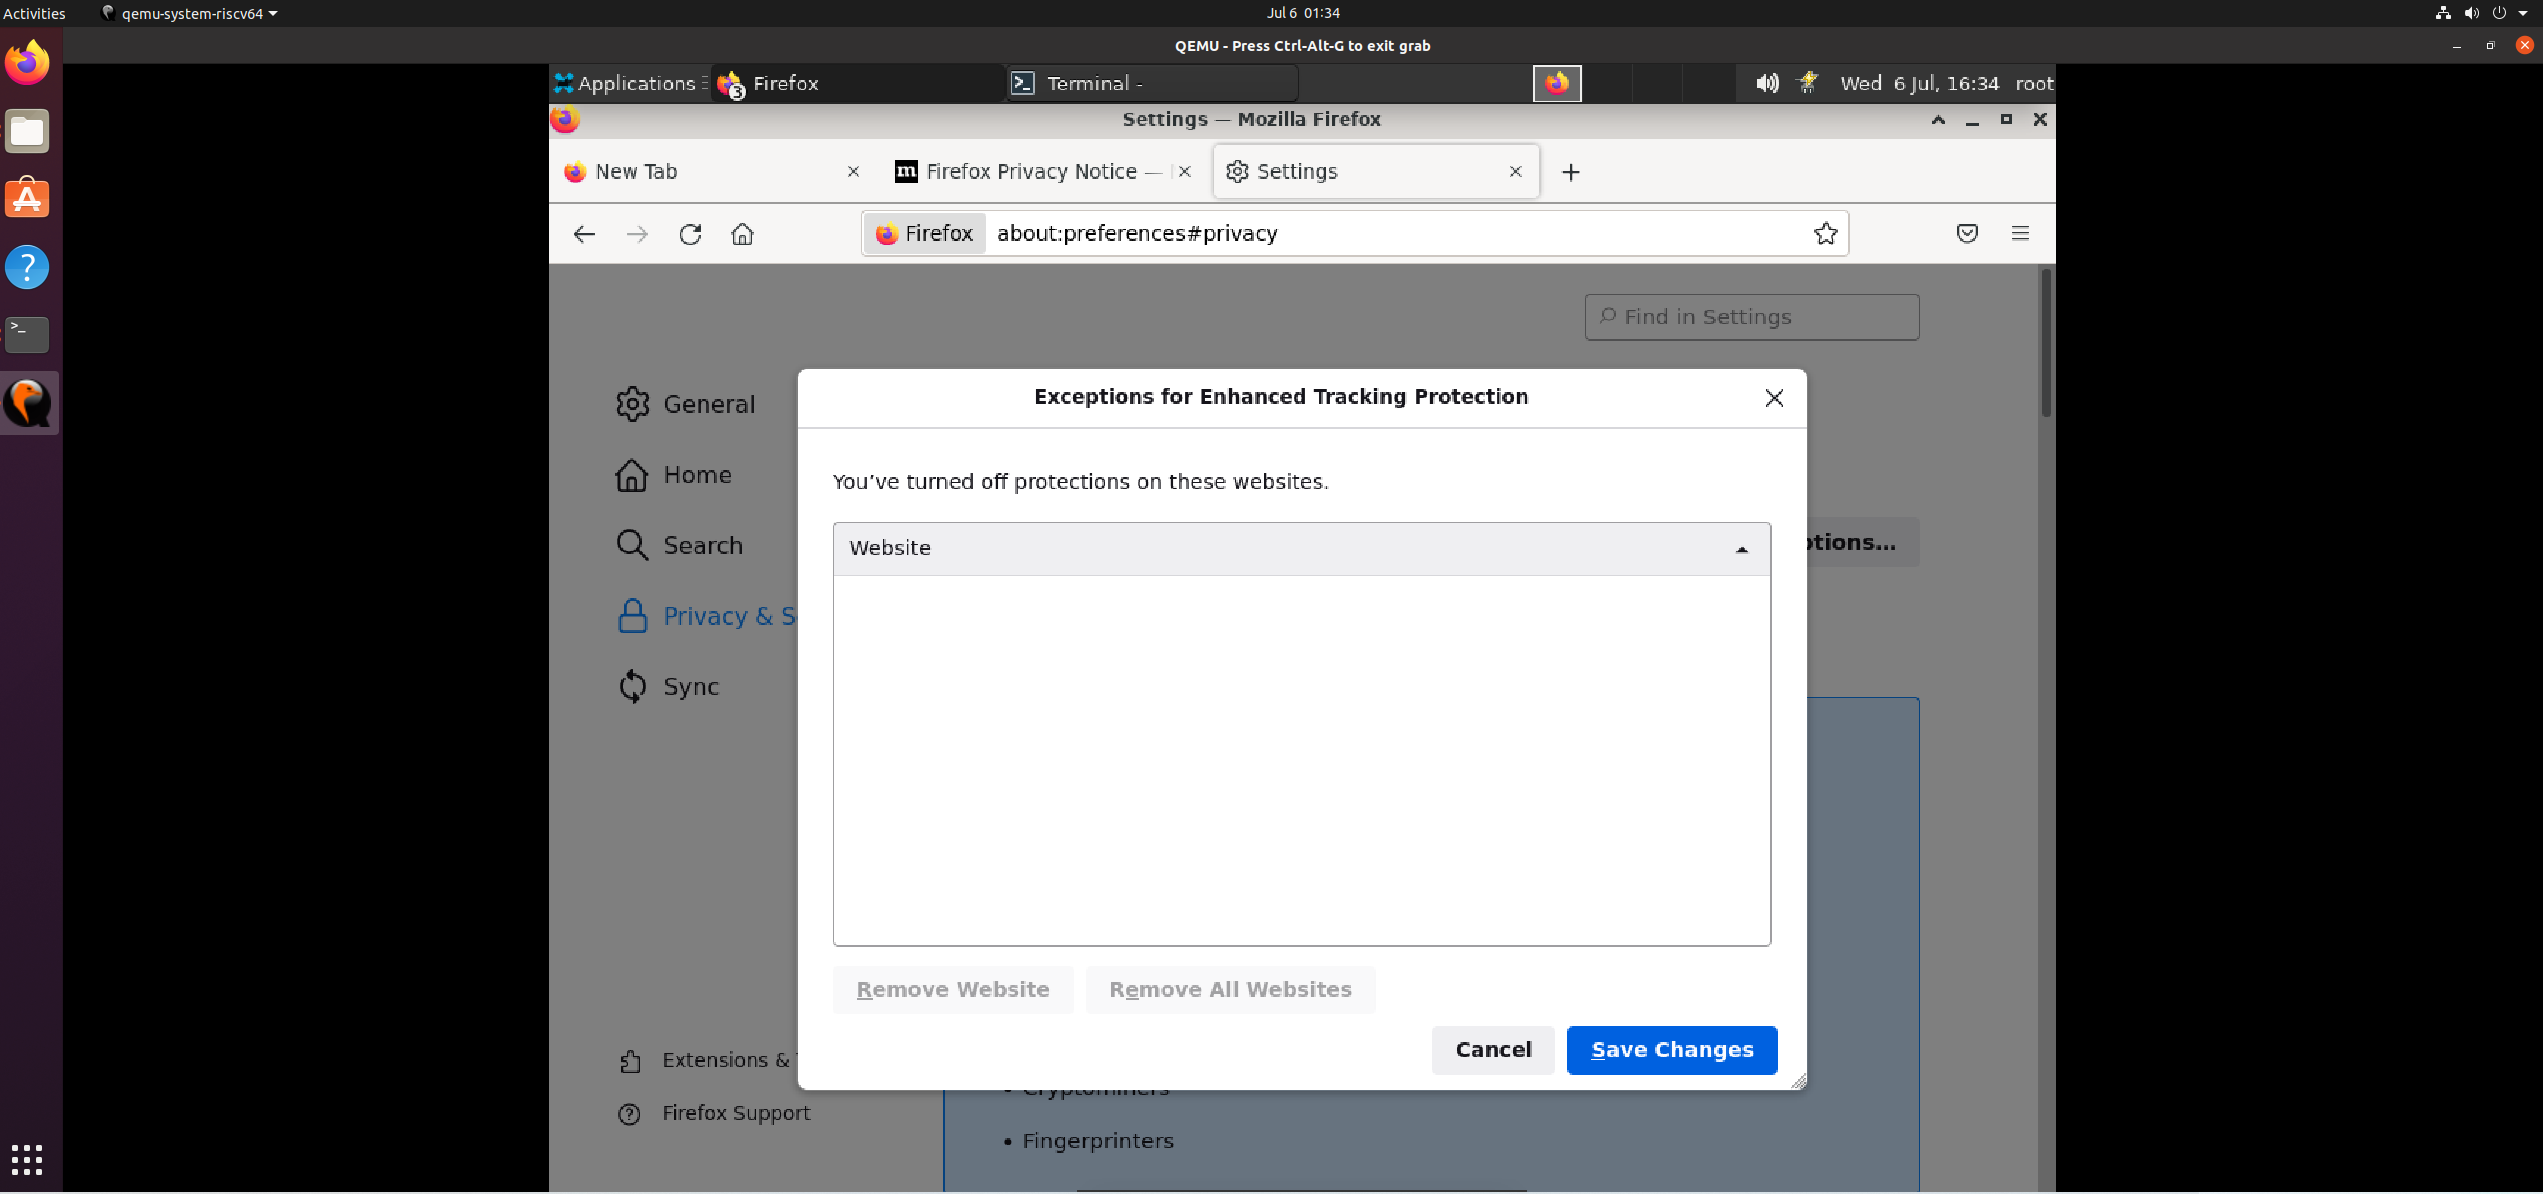 Activities
qemu-system-riscv64
Jul 6 01:34
QEMU - Press Ctrl-Alt-G to exit grab
Applications
3
Firefox
Terminal -
Wed 6 Jul, 16:34
root
Settings — Mozilla Firefox
New Tab
m
Firefox Privacy Notice —
Settings
Firefox
about:preferences#privacy
Find in Settings
General
Home
Search
Privacy & S
Sync
Extensions &
Firefox Support
Exceptions for Enhanced Tracking Protection
You’ve turned off protections on these websites.
Website
Remove Website
Remove All Websites
Cancel
Save Changes
ptions...
• Cryptominers
• Fingerprinters